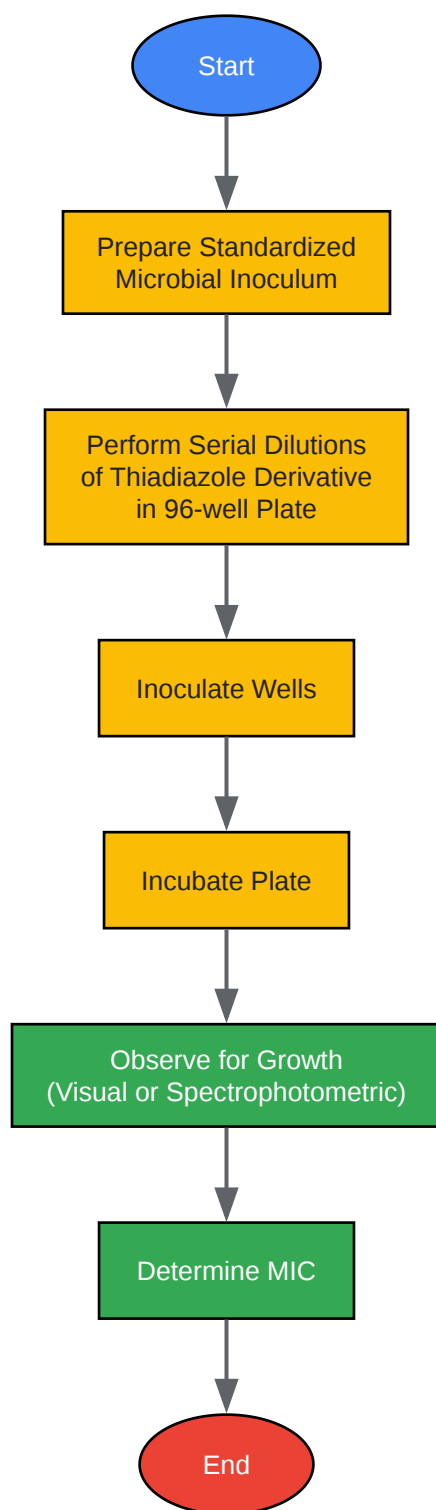 Start
Prepare Standardized
Microbial Inoculum
Perform Serial Dilutions
of Thiadiazole Derivative
in 96-well Plate
Inoculate Wells
Incubate Plate
Observe for Growth
(Visual or Spectrophotometric)
Determine MIC
End